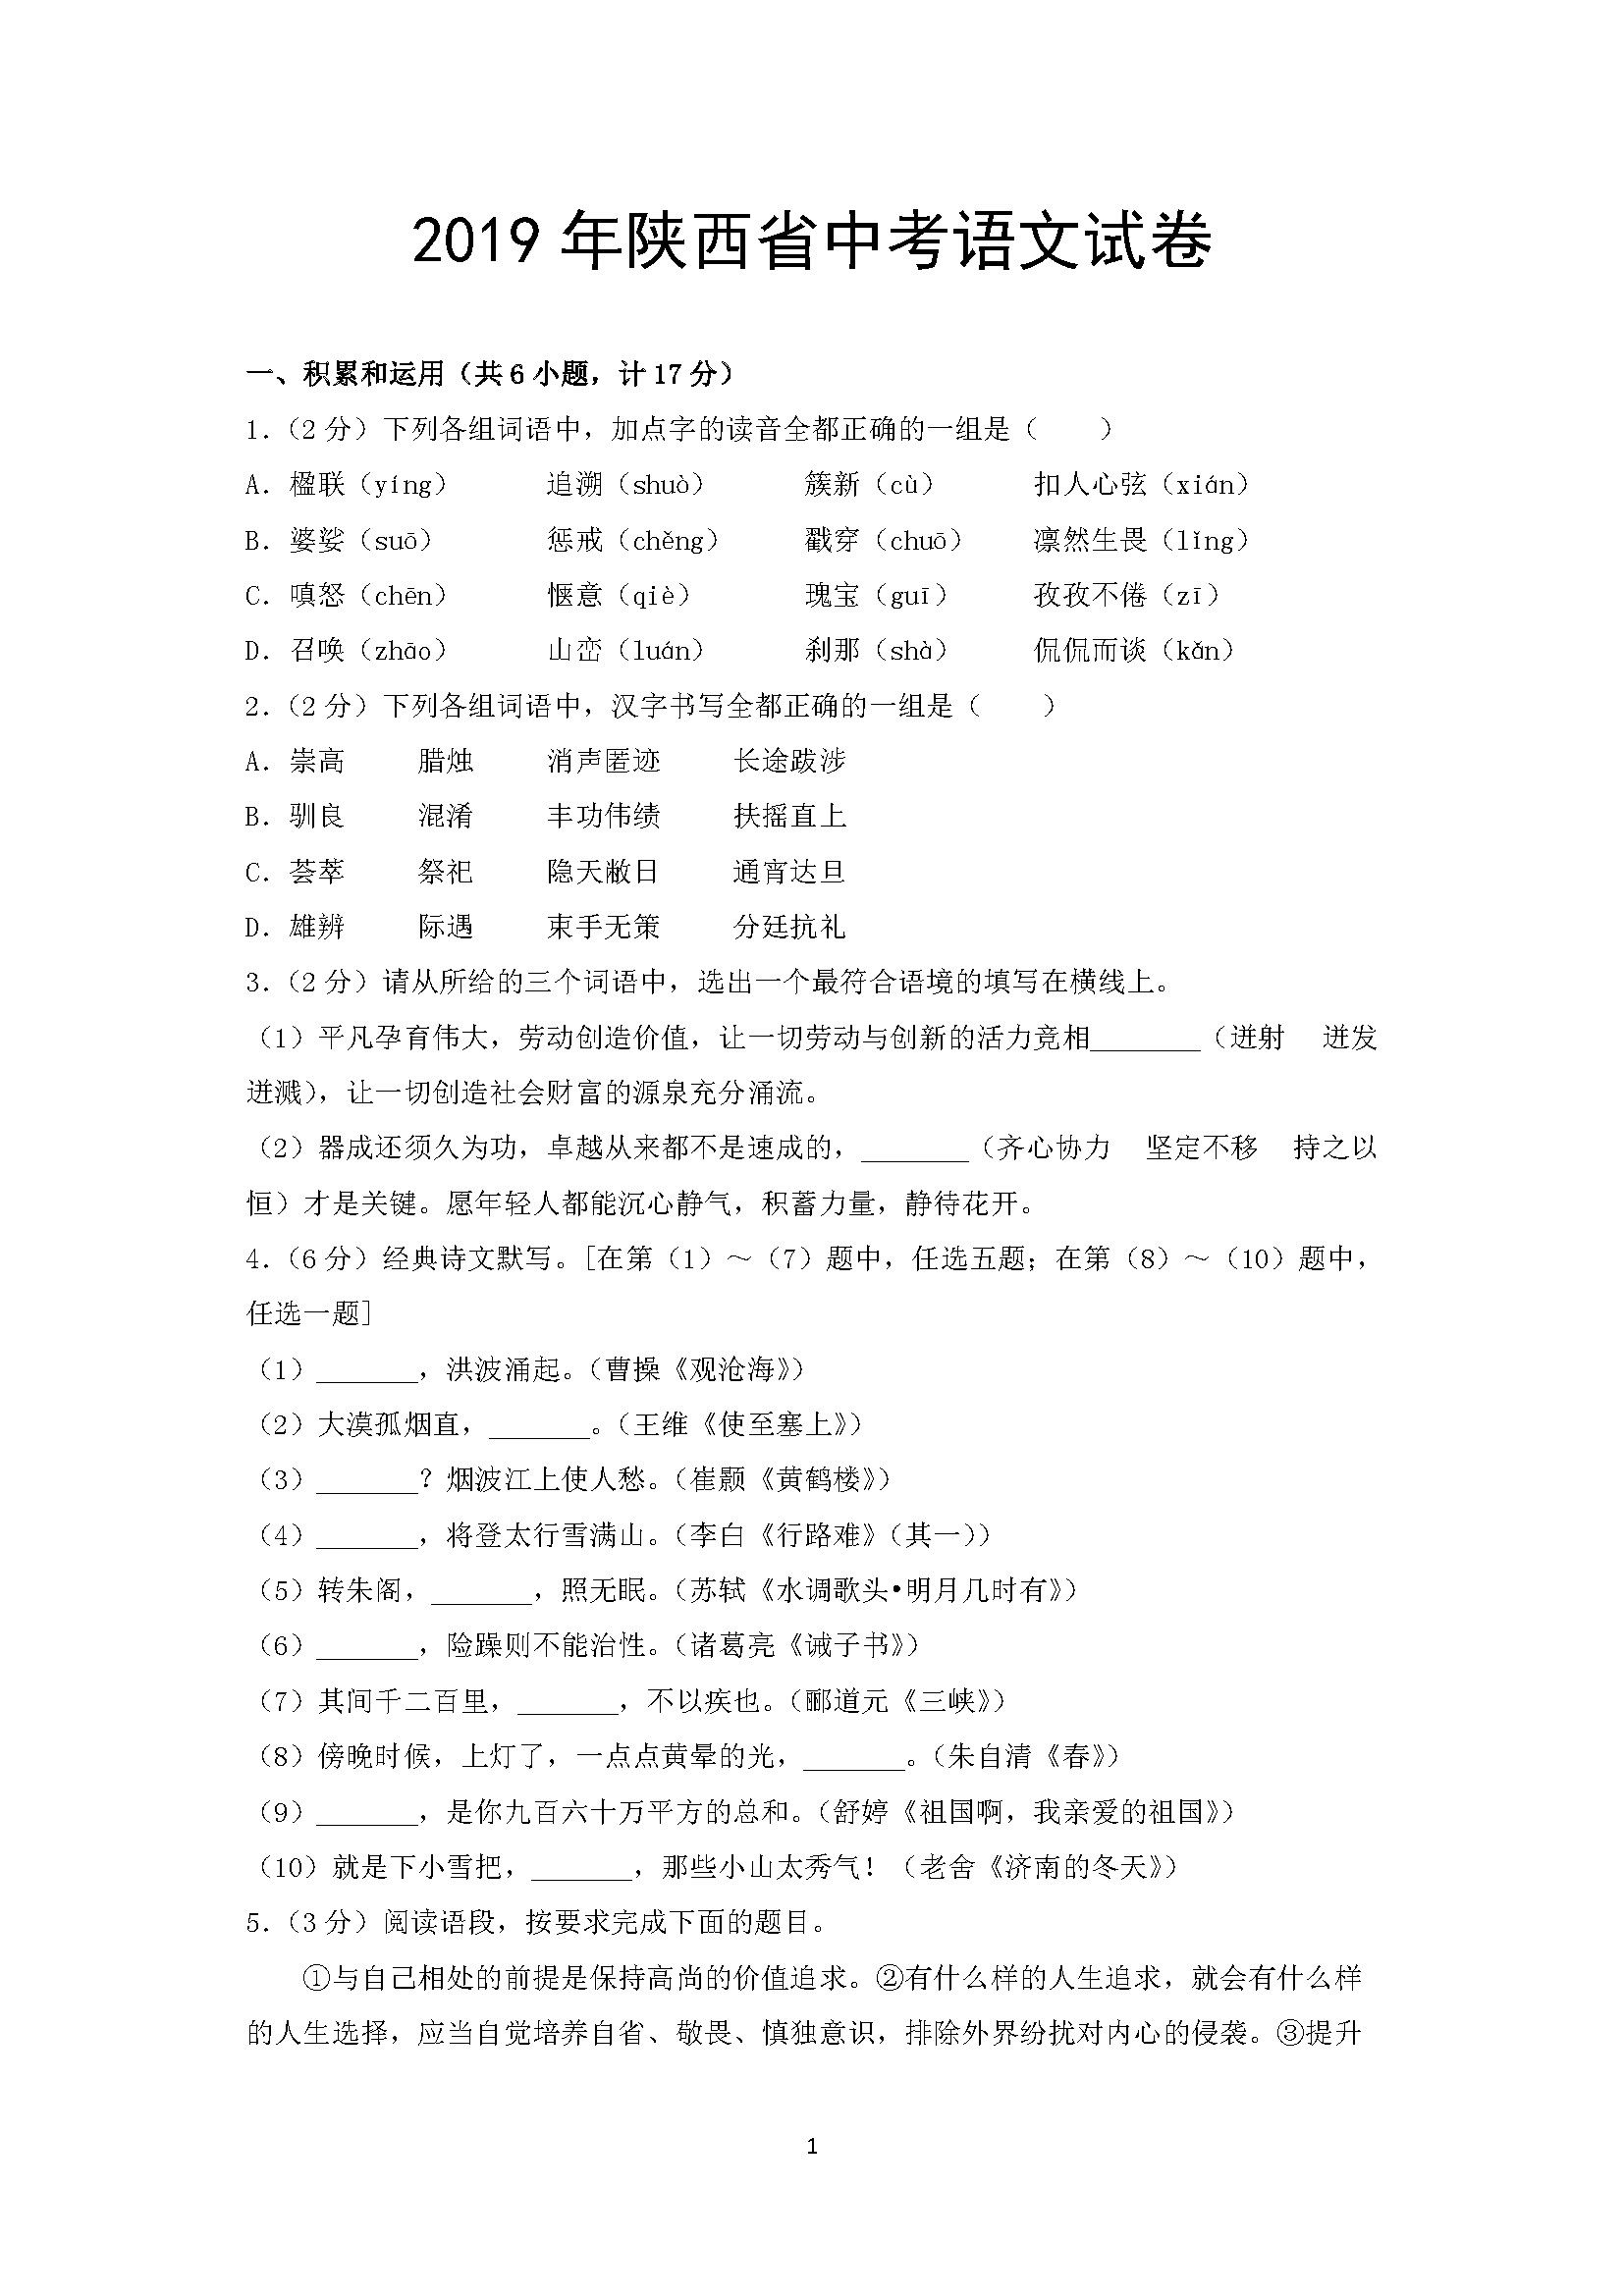 2019 年陕西省中考语文试卷
一、积累和运用（共 6 小题，计 17 分）
1．（2 分）下列各组词语中，加点字的读音全都正确的一组是（　　）
A．楹联（yíng） 追溯（shuò） 簇新（cù） 扣人心弦（xián）
B．婆娑（suō） 惩戒（chěng） 戳穿（chuō） 凛然生畏（lǐng）
C．嗔怒（chēn） 惬意（qiè） 瑰宝（guī） 孜孜不倦（zī）
D．召唤（zhāo） 山峦（luán） 刹那（shà） 侃侃而谈（kǎn）
2．（2 分）下列各组词语中，汉字书写全都正确的一组是（　　）
A．崇高 腊烛 消声匿迹 长途跋涉
B．驯良 混淆 丰功伟绩 扶摇直上
C．荟萃 祭祀 隐天敝日 通宵达旦
D．雄辨 际遇 束手无策 分廷抗礼
3．（2 分）请从所给的三个词语中，选出一个最符合语境的填写在横线上。
（1）平凡孕育伟大，劳动创造价值，让一切劳动与创新的活力竞相________（迸射　迸发
迸溅），让一切创造社会财富的源泉充分涌流。
（2）器成还须久为功，卓越从来都不是速成的，________（齐心协力　坚定不移　持之以
恒）才是关键。愿年轻人都能沉心静气，积蓄力量，静待花开。
4．（6 分）经典诗文默写。[在第（1）～（7）题中，任选五题；在第（8）～（10）题中，
任选一题]
（1）_______，洪波涌起。（曹操《观沧海》）
（2）大漠孤烟直，_______。（王维《使至塞上》）
（3）_______？烟波江上使人愁。（崔颢《黄鹤楼》）
（4）_______，将登太行雪满山。（李白《行路难》（其一））
（5）转朱阁，_______，照无眠。（苏轼《水调歌头•明月几时有》）
（6）_______，险躁则不能治性。（诸葛亮《诫子书》）
（7）其间千二百里，_______，不以疾也。（郦道元《三峡》）
（8）傍晚时候，上灯了，一点点黄晕的光，_______。（朱自清《春》）
（9）_______，是你九百六十万平方的总和。（舒婷《祖国啊，我亲爱的祖国》）
（10）就是下小雪把，_______，那些小山太秀气！（老舍《济南的冬天》）
5．（3 分）阅读语段，按要求完成下面的题目。
①与自己相处的前提是保持高尚的价值追求。②有什么样的人生追求，就会有什么样
的人生选择，应当自觉培养自省、敬畏、慎独意识，排除外界纷扰对内心的侵袭。③提升
1